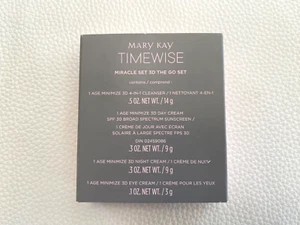 MARY KAY
TIMEWISE
MIRACLE SET 3D THE GO SET
contains / comprend :
1 AGE MINIMIZE 3D 4-IN-1 CLEANSER / 1 NETTOYANT 4-EN-1
.5 OZ. NET WT. / 14 g
1 AGE MINIMIZE 3D DAY CREAM
SPF 30 BROAD SPECTRUM SUNSCREEN /
1 CRÈME DE JOUR AVEC ÉCRAN
SOLAIRE À LARGE SPECTRE FPS 30
DIN
.3 OZ. NET WT. / 9 g
1 AGE MINIMIZE 3D NIGHT CREAM / 1 CRÈME DE NUIT
.3 OZ. NET WT. / 9 g
1 AGE MINIMIZE 3D EYE CREAM / 1 CRÈME POUR LES YEUX
.1 OZ. NET WT. / 3 g